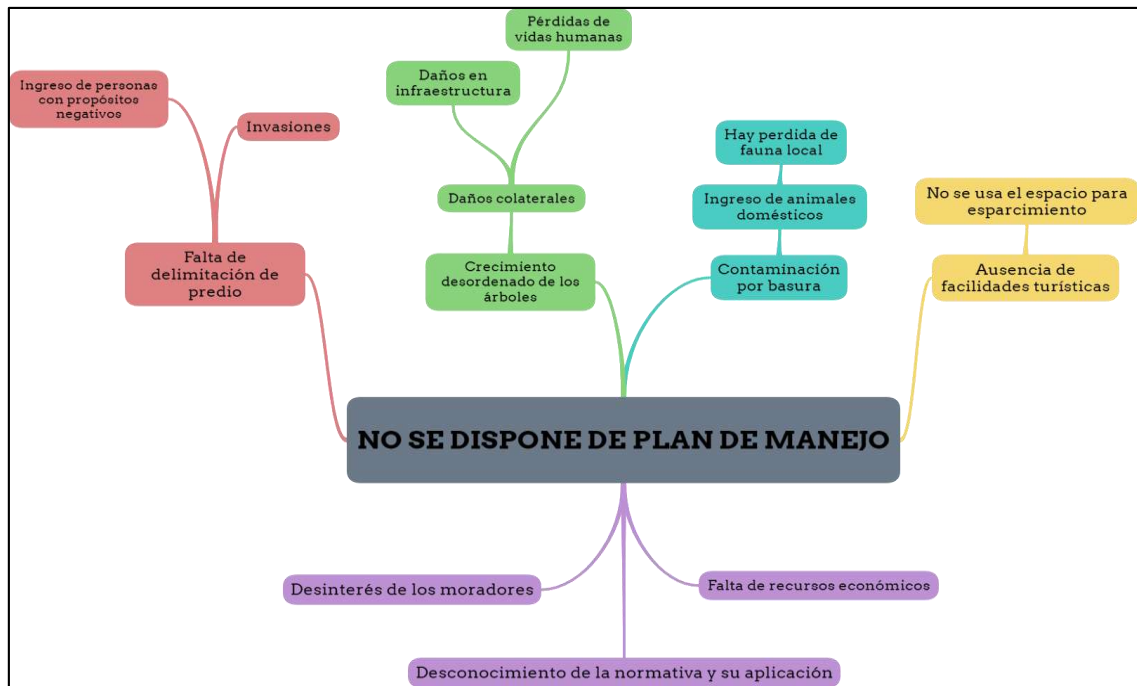 Pérdidas de
vidas humanas
Ingreso de personas
con propósitos
negativos
Daños en
infraestructura
Invasiones
Hay perdida de
fauna local
Daños colaterales
Ingreso de animales
domésticos
No se usa el espacio para
esparcimiento
Falta de
delimitación de
predio
Crecimiento
desordenado de los
árboles
Contaminación
por basura
Ausencia de
facilidades turísticas
NO SE DISPONE DE PLAN DE MANEJO
Desinterés de los moradores
Falta de recursos económicos
Desconocimiento de la normativa y su aplicación